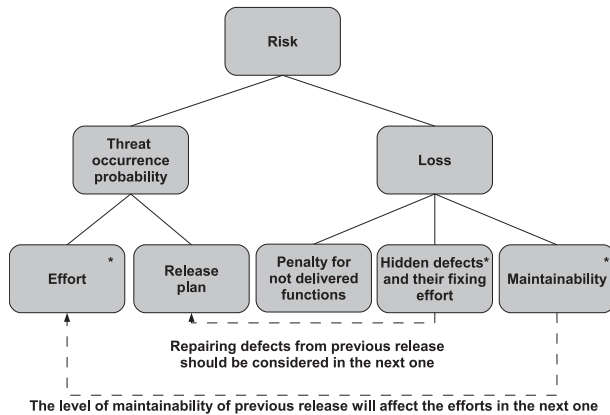 Risk
Threat
occurrence
probability
Loss
Effort *
Release
plan
Penalty for
not delivered
functions
Hidden defects*
and their fixing
effort
Maintainability *
Repairing defects from previous release
should be considered in the next one
The level of maintainability of previous release will affect the efforts in the next one